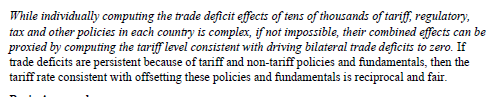 While individually computing the trade deficit effects of tens of thousands of tariff, regulatory,
tax and other policies in each country is complex, if not impossible, their combined effects can be
proxied by computing the tariff level consistent with driving bilateral trade deficits to zero. If
trade deficits are persistent because of tariff and non-tariff policies and fundamentals, then the
tariff rate consistent with offsetting these policies and fundamentals is reciprocal and fair.